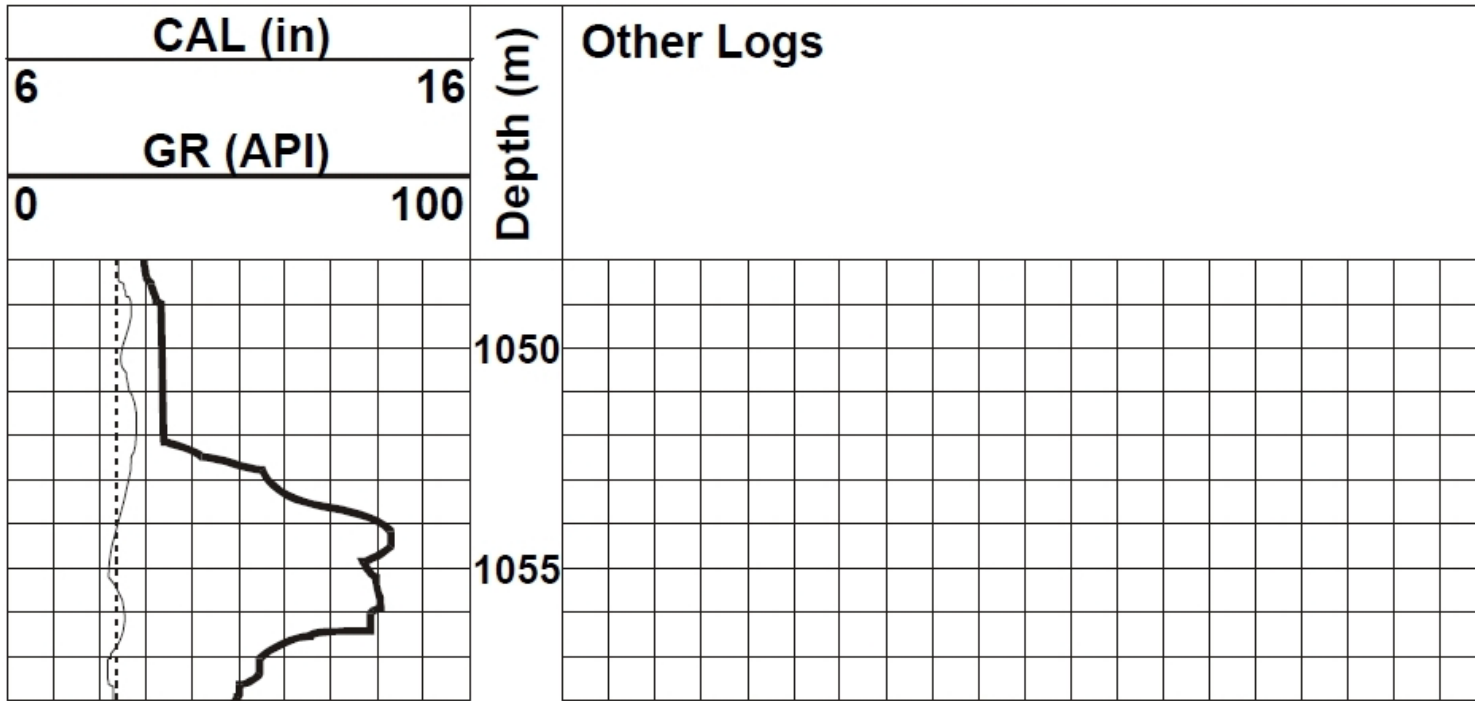 CAL (in)
6 16
GR (API)
0 100
Depth (m)
Other Logs
1050
1055